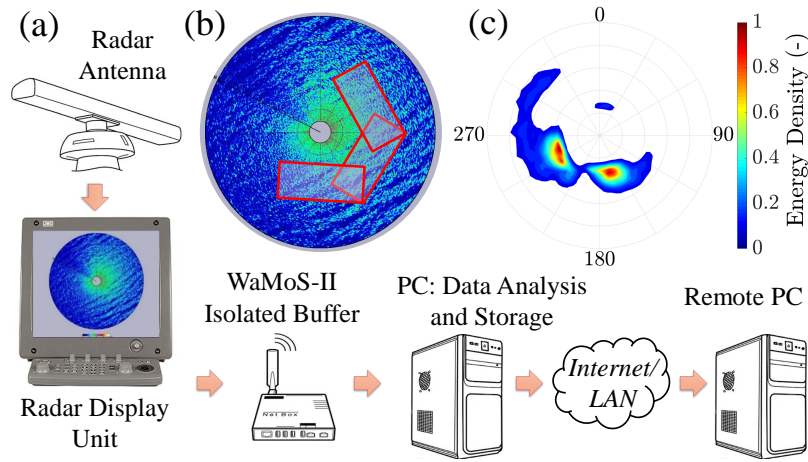 (a)
Radar
Antenna
(b)
(c)
0
90
180
270
1
0.8
0.6
0.4
0.2
0
Energy Density (-)
WaMoS-II
Isolated Buffer
PC: Data Analysis
and Storage
Remote PC
JRC
Net Box
Internet/
LAN
Radar Display
Unit